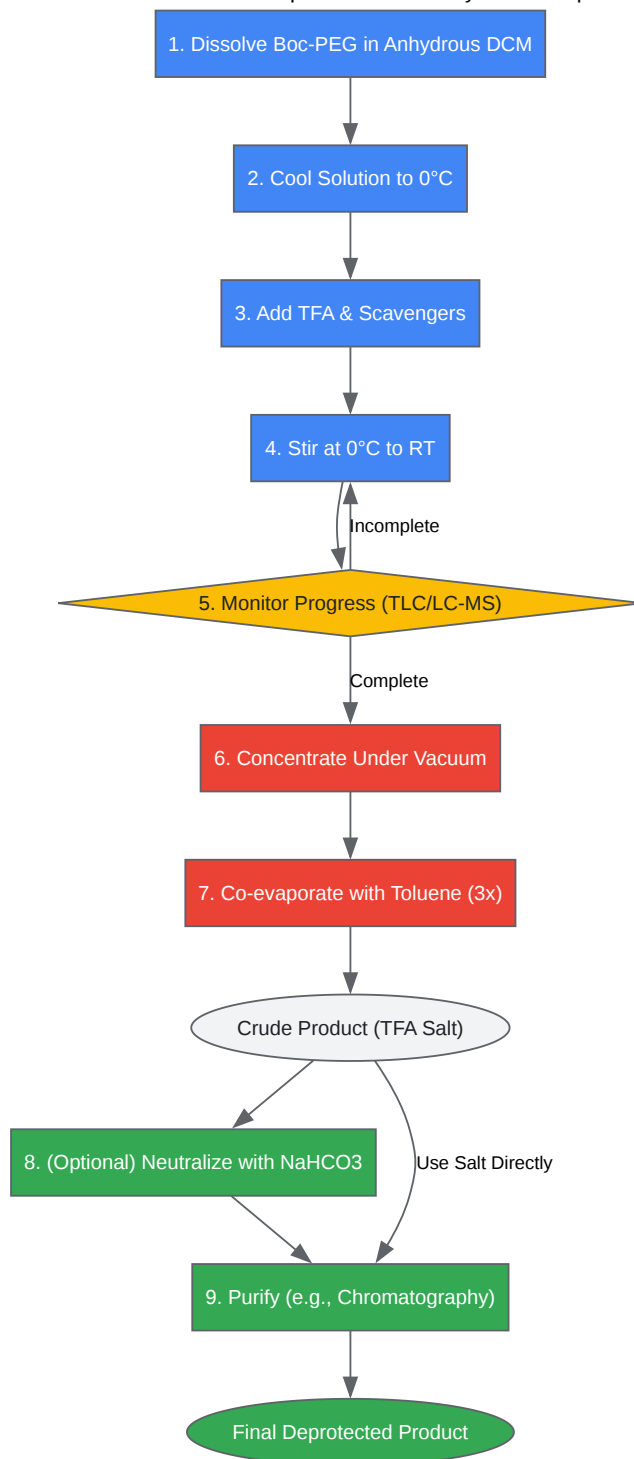 1. Dissolve Boc-PEG in Anhydrous DCM
2. Cool Solution to 0°C
3. Add TFA & Scavengers
4. Stir at 0°C to RT
Incomplete
5. Monitor Progress (TLC/LC-MS)
Complete
6. Concentrate Under Vacuum
7. Co-evaporate with Toluene (3x)
Crude Product (TFA Salt)
8. (Optional) Neutralize with NaHCO3
Use Salt Directly
9. Purify (e.g., Chromatography)
Final Deprotected Product